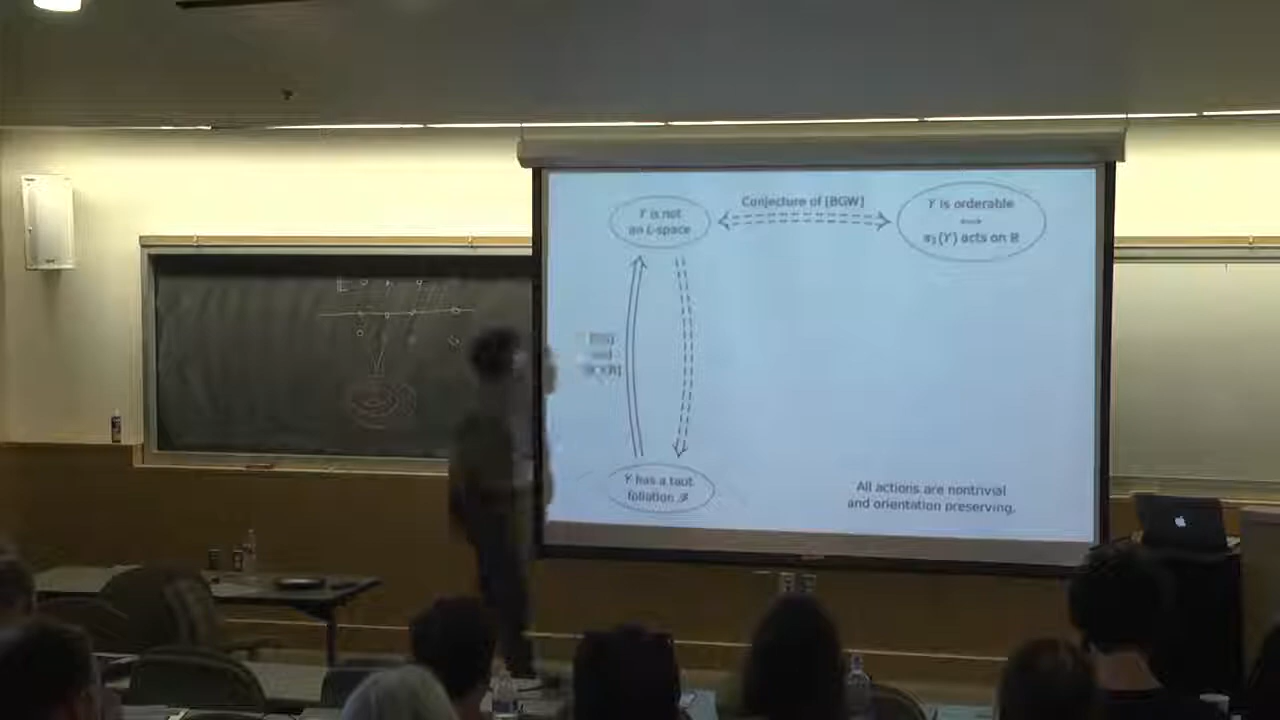 Conjecture of [BGW]
Y is not
an L-space
Y is orderable
π₁(Y) acts on ℝ
Y has a taut
foliation ℱ
All actions are nontrivial
and orientation preserving.